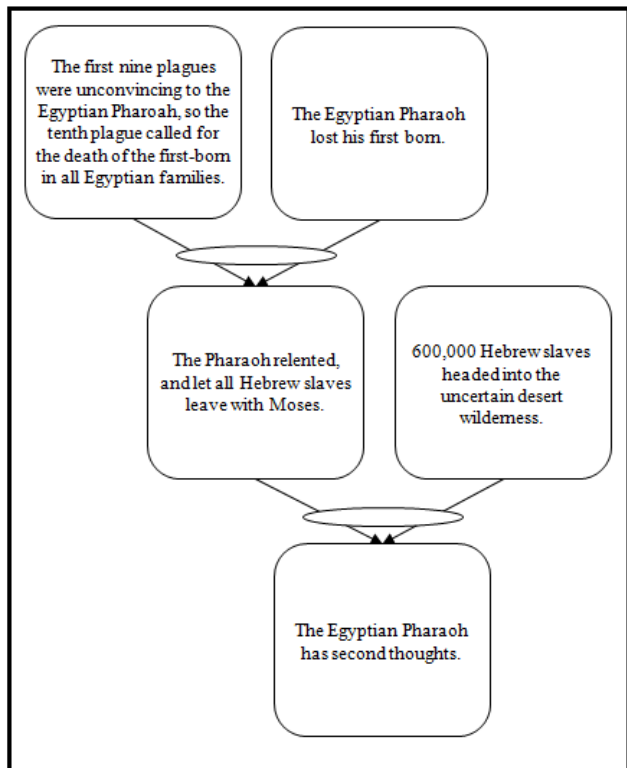 The first nine plagues
were unconvincing to the
Egyptian Pharoah, so the
tenth plague called for
the death of the first-born
in all Egyptian families.
The Egyptian Pharaoh
lost his first born.
The Pharaoh relented,
and let all Hebrew slaves
leave with Moses.
600,000 Hebrew slaves
headed into the
uncertain desert
wilderness.
The Egyptian Pharaoh
has second thoughts.